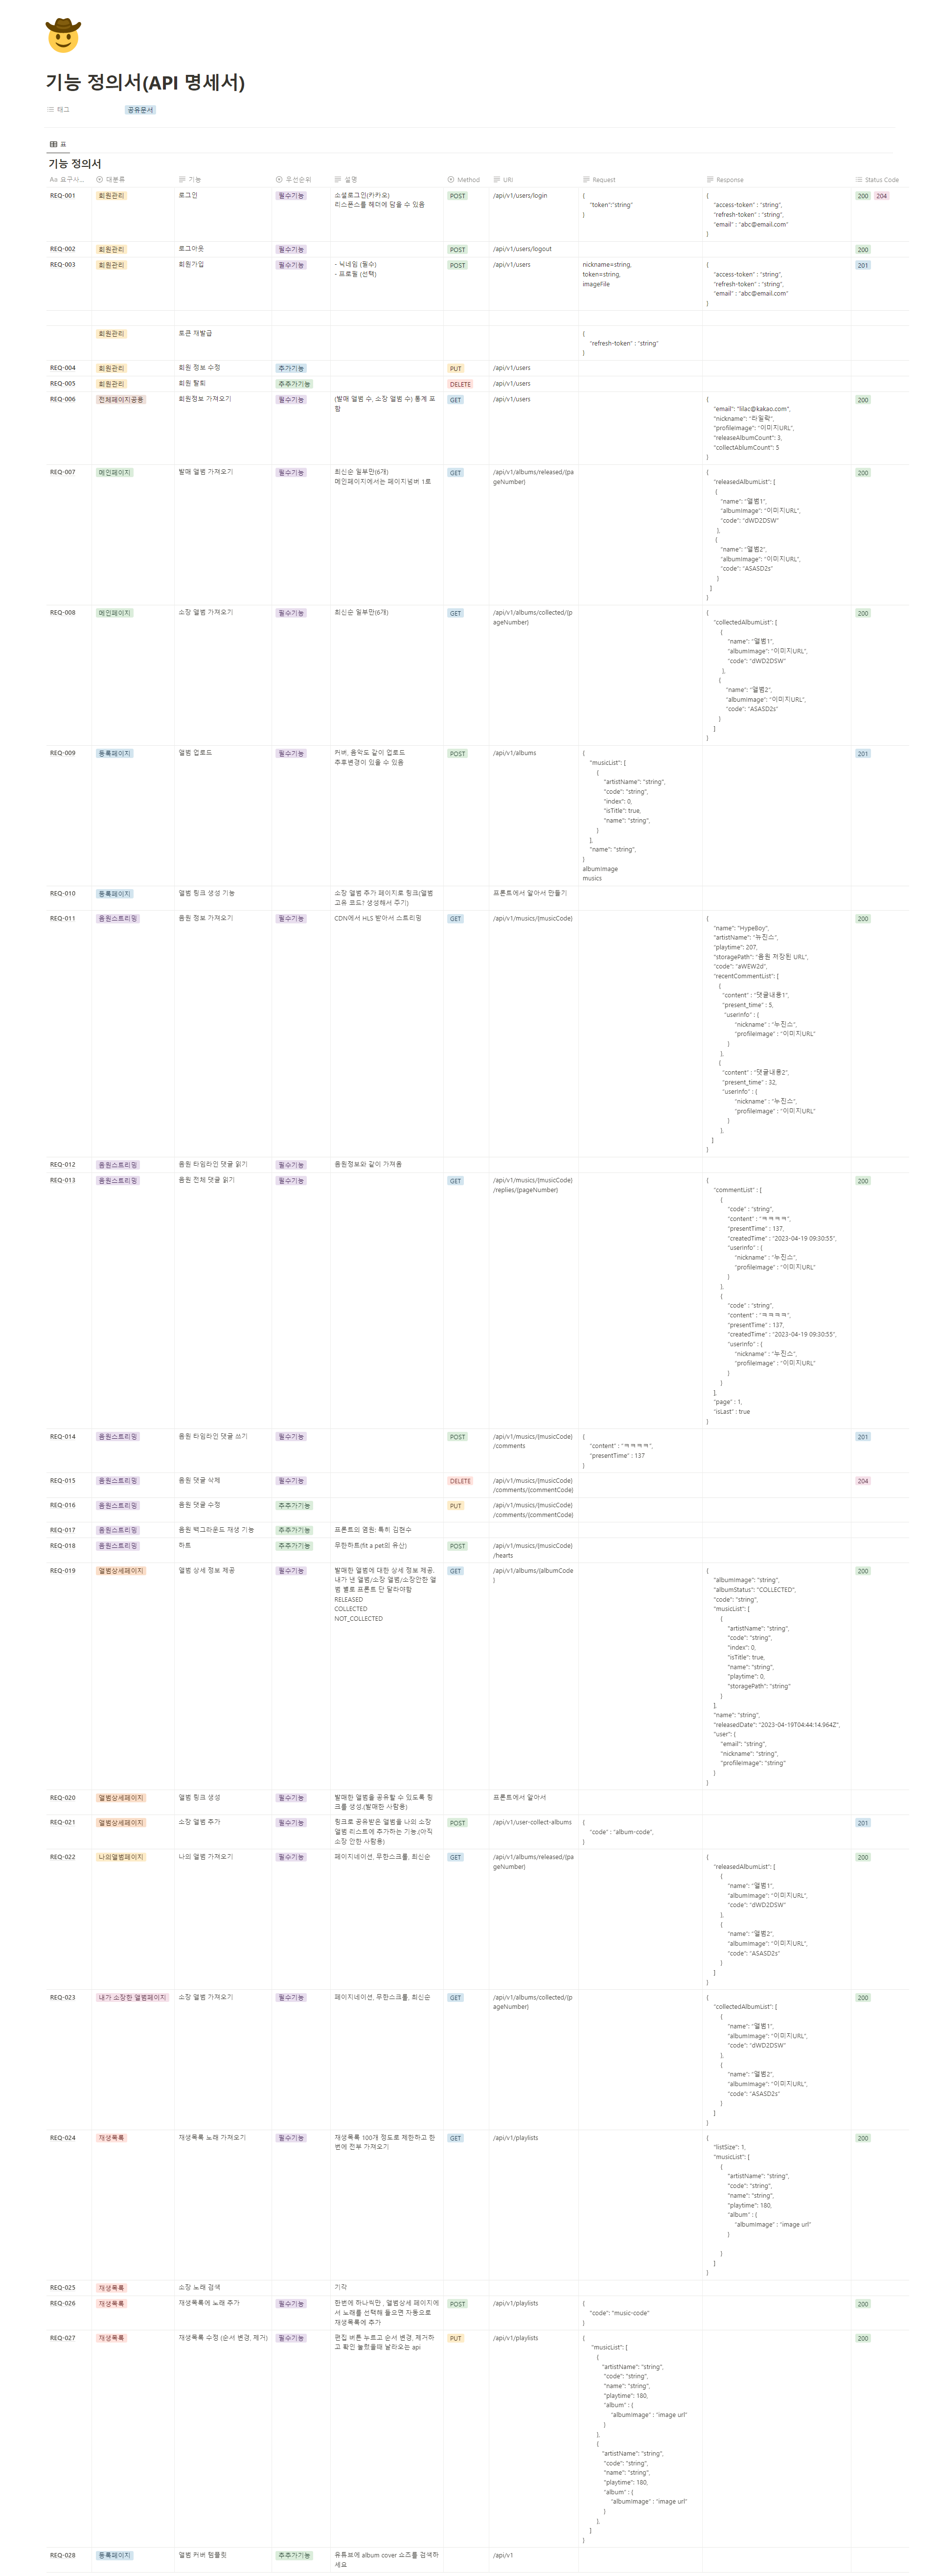 기능 정의서(API 명세서)
태그 공유문서
표
기능 정의서
Aa 요구사... 대분류 기능 우선순위 설명 Method URI Request Response Status Code
REQ-001 회원관리 로그인 필수기능 소셜로그인(카카오) POST /api/v1/users/login { { 200 204
리스폰스를 헤더에 담을 수 있음 "token":"string" "access-token" : "string",
} "refresh-token" : "string",
"email" : "abc@email.com"
}
REQ-002 회원관리 로그아웃 필수기능 POST /api/v1/users/logout 200
REQ-003 회원관리 회원가입 필수기능 - 닉네임 (필수) POST /api/v1/users nickname=string, { 201
- 프로필 (선택) token=string, "access-token" : "string",
imageFile "refresh-token" : "string",
"email" : "abc@email.com"
}
회원관리 토큰 재발급 {
"refresh-token" : "string"
}
REQ-004 회원관리 회원 정보 수정 추가기능 PUT /api/v1/users
REQ-005 회원관리 회원 탈퇴 추추가기능 DELETE /api/v1/users
REQ-006 전체페이지공용 회원정보 가져오기 필수기능 (발매 앨범 수, 소장 앨범 수) 통계 포 GET /api/v1/users { 200
함 "email": "lilac@kakao.com",
"nickname": "라일락",
"profileImage": "이미지URL",
"releaseAlbumCount": 3,
"collectAblumCount": 5
}
REQ-007 메인페이지 발매 앨범 가져오기 필수기능 최신순 일부만(6개) GET /api/v1/albums/released/{pa { 200
메인페이지에서는 페이지넘버 1로 geNumber} "releasedAlbumList": [
{
"name": "앨범1",
"albumImage": "이미지URL",
"code": "dWD2DSW"
},
{
"name": "앨범2",
"albumImage": "이미지URL",
"code": "ASASD2s"
}
]
}
REQ-008 메인페이지 소장 앨범 가져오기 필수기능 최신순 일부만(6개) GET /api/v1/albums/collected/{p { 200
ageNumber} "collectedAlbumList": [
{
"name": "앨범1",
"albumImage": "이미지URL",
"code": "dWD2DSW"
},
{
"name": "앨범2",
"albumImage": "이미지URL",
"code": "ASASD2s"
}
]
}
REQ-009 등록페이지 앨범 업로드 필수기능 커버, 음악도 같이 업로드 POST /api/v1/albums { 201
추후변경이 있을 수 있음 "musicList": [
{
"artistName": "string",
"code": "string",
"index": 0,
"isTitle": true,
"name": "string",
}
],
"name": "string",
}
albumImage
musics
REQ-010 등록페이지 앨범 링크 생성 기능 소장 앨범 추가 페이지로 링크(앨범 프론트에서 알아서 만들기
고유 코드? 생성해서 주기)
REQ-011 음원스트리밍 음원 정보 가져오기 필수기능 CDN에서 HLS 받아서 스트리밍 GET /api/v1/musics/{musicCode} { 200
"name": "HypeBoy",
"artistName": "뉴진스",
"playtime": 207,
"storagePath": "음원 저장된 URL",
"code": "aWEW2d",
"recentCommentList": [
{
"content" : "댓글내용1",
"present_time" : 5,
"userInfo" : {
"nickname" : "누진스",
"profileImage" : "이미지URL"
}
},
{
"content" : "댓글내용2",
"present_time" : 32,
"userInfo" : {
"nickname" : "누진스",
"profileImage" : "이미지URL"
}
},
]
}
REQ-012 음원스트리밍 음원 타임라인 댓글 읽기 필수기능 음원정보와 같이 가져옴
REQ-013 음원스트리밍 음원 전체 댓글 읽기 필수기능 GET /api/v1/musics/{musicCode} { 200
/replies/{pageNumber} "commentList" : [
{
"code" : "string",
"content" : "ㅋㅋㅋㅋ",
"presentTime" : 137,
"createdTime" : "2023-04-19 09:30:55",
"userInfo" : {
"nickname" : "누진스",
"profileImage" : "이미지URL"
}
},
{
"code" : "string",
"content" : "ㅋㅋㅋㅋ",
"presentTime" : 137,
"createdTime" : "2023-04-19 09:30:55",
"userInfo" : {
"nickname" : "누진스",
"profileImage" : "이미지URL"
}
}
],
"page" : 1,
"isLast" : true
}
REQ-014 음원스트리밍 음원 타임라인 댓글 쓰기 필수기능 POST /api/v1/musics/{musicCode} { 201
/comments "content" : "ㅋㅋㅋㅋ",
"presentTime" : 137
}
REQ-015 음원스트리밍 음원 댓글 삭제 필수기능 DELETE /api/v1/musics/{musicCode} 204
/comments/{commentCode}
REQ-016 음원스트리밍 음원 댓글 수정 추추가기능 PUT /api/v1/musics/{musicCode}
/comments/{commentCode}
REQ-017 음원스트리밍 음원 백그라운드 재생 기능 추추가기능 프론트의 염원: 특히 김현수
REQ-018 음원스트리밍 하트 추추가기능 무한하트(fit a pet의 유산) POST /api/v1/musics/{musicCode}
/hearts
REQ-019 앨범상세페이지 앨범 상세 정보 제공 필수기능 발매한 앨범에 대한 상세 정보 제공, GET /api/v1/albums/{albumCode { 200
내가 낸 앨범/소장 앨범/소장안한 앨 } "albumImage": "string",
범 별로 프론트 단 달라야함 "albumStatus": "COLLECTED",
RELEASED "code": "string",
COLLECTED "musicList": [
NOT_COLLECTED {
"artistName": "string",
"code": "string",
"index": 0,
"isTitle": true,
"name": "string",
"playtime": 0,
"storagePath": "string"
}
],
"name": "string",
"releasedDate": "2023-04-19T04:44:14.964Z",
"user": {
"email": "string",
"nickname": "string",
"profileImage": "string"
}
}
REQ-020 앨범상세페이지 앨범 링크 생성 필수기능 발매한 앨범을 공유할 수 있도록 링 프론트에서 알아서
크를 생성.(발매한 사람용)
REQ-021 앨범상세페이지 소장 앨범 추가 필수기능 링크로 공유받은 앨범을 나의 소장 POST /api/v1/user-collect-albums { 201
앨범 리스트에 추가하는 기능.(아직 "code" : "album-code",
소장 안한 사람용) }
REQ-022 나의앨범페이지 나의 앨범 가져오기 필수기능 페이지네이션, 무한스크롤, 최신순 GET /api/v1/albums/released/{pa { 200
geNumber} "releasedAlbumList": [
{
"name": "앨범1",
"albumImage": "이미지URL",
"code": "dWD2DSW"
},
{
"name": "앨범2",
"albumImage": "이미지URL",
"code": "ASASD2s"
}
]
}
REQ-023 내가 소장한 앨범페이지 소장 앨범 가져오기 필수기능 페이지네이션, 무한스크롤, 최신순 GET /api/v1/albums/collected/{p { 200
ageNumber} "collectedAlbumList": [
{
"name": "앨범1",
"albumImage": "이미지URL",
"code": "dWD2DSW"
},
{
"name": "앨범2",
"albumImage": "이미지URL",
"code": "ASASD2s"
}
]
}
REQ-024 재생목록 재생목록 노래 가져오기 필수기능 재생목록 100개 정도로 제한하고 한 GET /api/v1/playlists { 200
번에 전부 가져오기 "listSize": 1,
"musicList": [
{
"artistName": "string",
"code": "string",
"name": "string",
"playtime": 180,
"album" : {
"albumImage" : "image url"
}
}
]
}
REQ-025 재생목록 소장 노래 검색 기각
REQ-026 재생목록 재생목록에 노래 추가 필수기능 한번에 하나씩만, 앨범상세 페이지에 POST /api/v1/playlists { 200
서 노래를 선택해 들으면 자동으로 "code": "music-code"
재생목록에 추가 }
REQ-027 재생목록 재생목록 수정 (순서 변경, 제거) 필수기능 편집 버튼 누르고 순서 변경, 제거하 PUT /api/v1/playlists { 200
고 확인 눌렀을때 날라오는 api "musicList": [
{
"artistName": "string",
"code": "string",
"name": "string",
"playtime": 180,
"album" : {
"albumImage" : "image url"
}
},
{
"artistName": "string",
"code": "string",
"name": "string",
"playtime": 180,
"album" : {
"albumImage" : "image url"
}
},
]
}
REQ-028 등록페이지 앨범 커버 템플릿 추추가기능 유튜브에 album cover 쇼츠를 검색하 /api/v1
세요